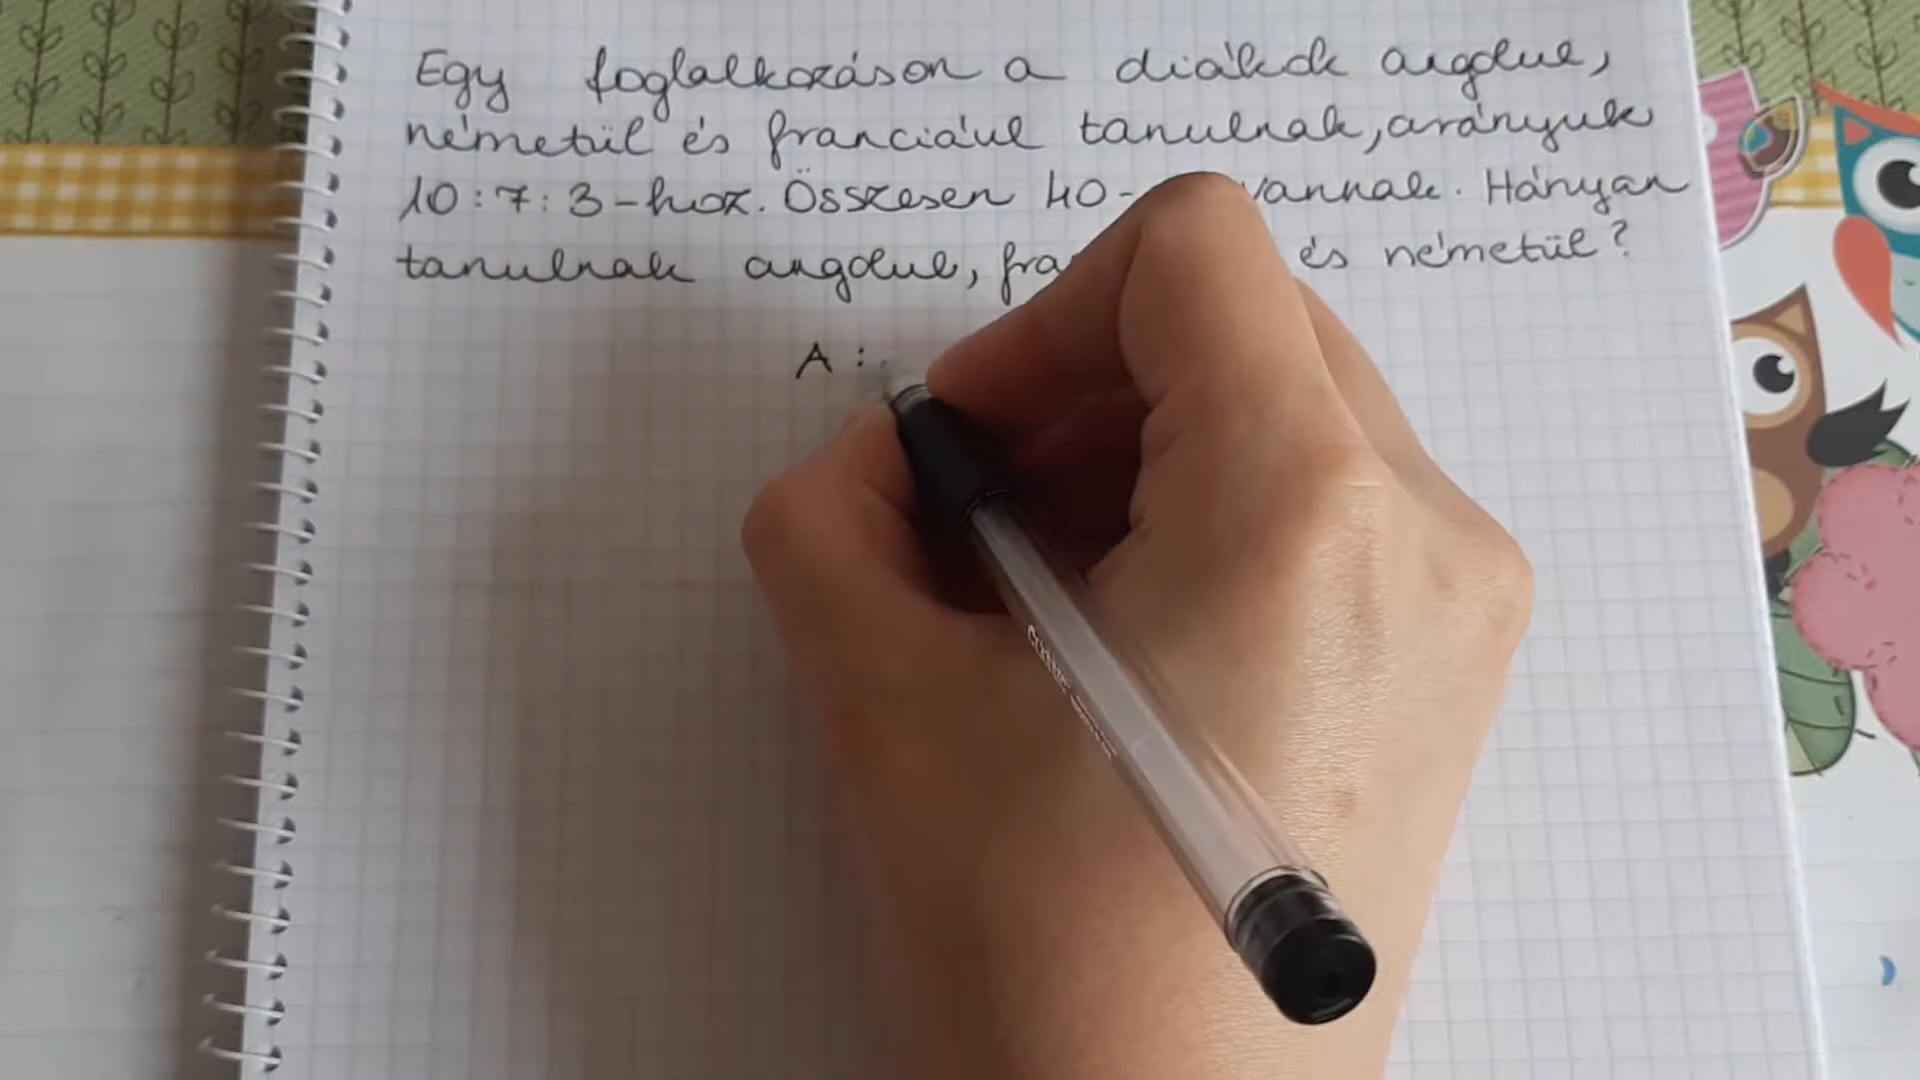 Egy foglalkozáson a diákok angolul,
németül és franciául tanulnak, arányuk
10:7:3-hoz. Összesen 40- vannak. Hányan
tanulnak angolul, fra és németül?
A :